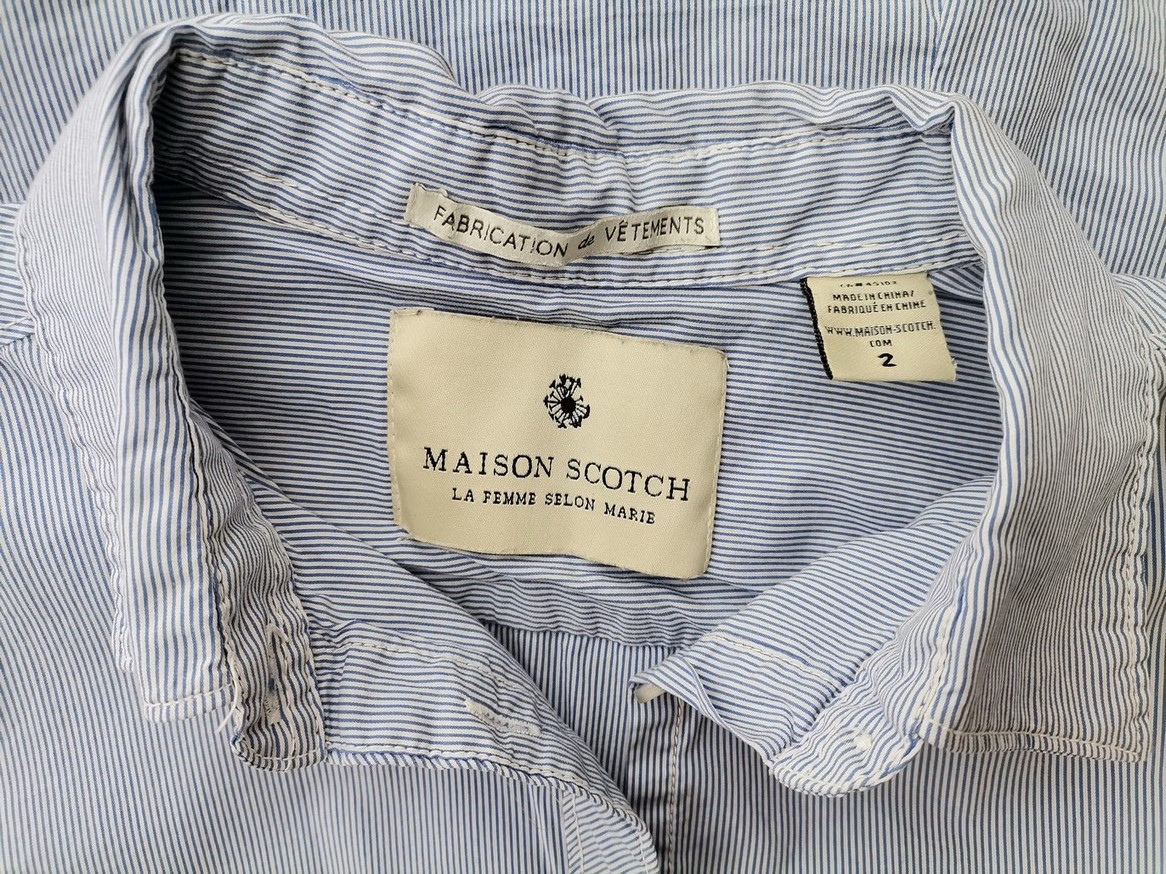 FABRICATION de VÊTEMENTS
MAISON SCOTCH
LA FEMME SELON MARIE
MADE IN CHINA/
FABRIQUÉ EN CHINE
WWW.MAISON-SCOTCH.
COM
2